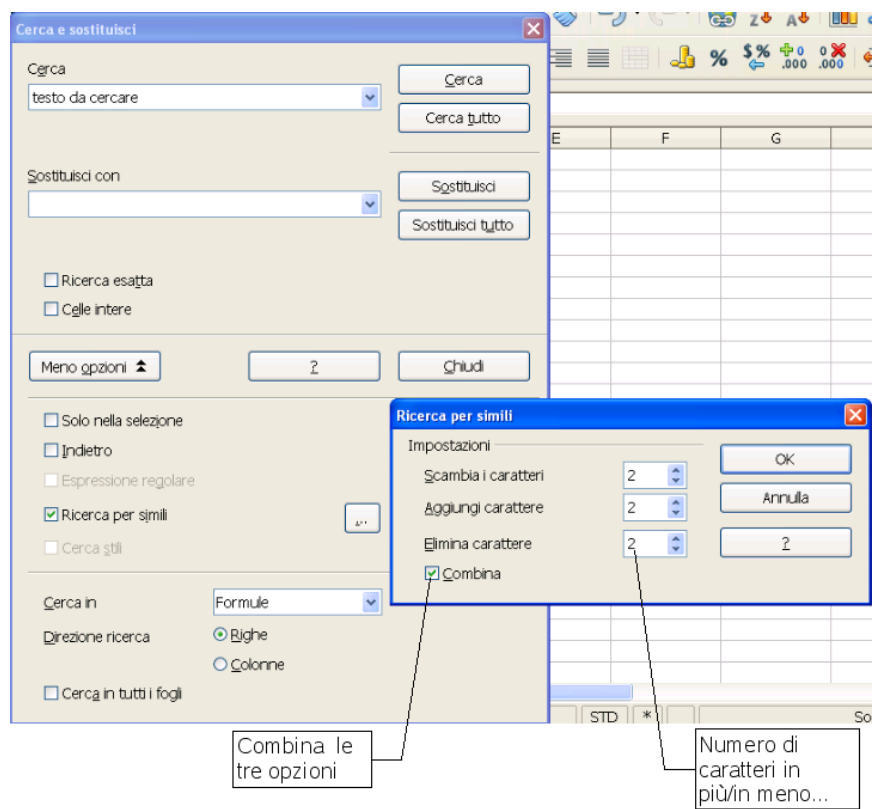 Cerca e sostituisci
Cerca
testo da cercare
Cerca
Cerca tutto
Sostituisci con
Sostituisci
Sostituisci tutto
Ricerca esatta
Celle intere
Meno opzioni
?
Chiudi
Solo nella selezione
Indietro
Espressione regolare
Ricerca per simili
...
Cerca stili
Cerca in
Formule
Direzione ricerca
Righe
Colonne
Cerca in tutti i fogli
Z A
% $% .000 .000
E F G
Ricerca per simili
Impostazioni
Scambia i caratteri 2
Aggiungi carattere 2
Elimina carattere 2
Combina
OK
Annulla
?
STD * So
Combina le
tre opzioni
Numero di
caratteri in
più/in meno...